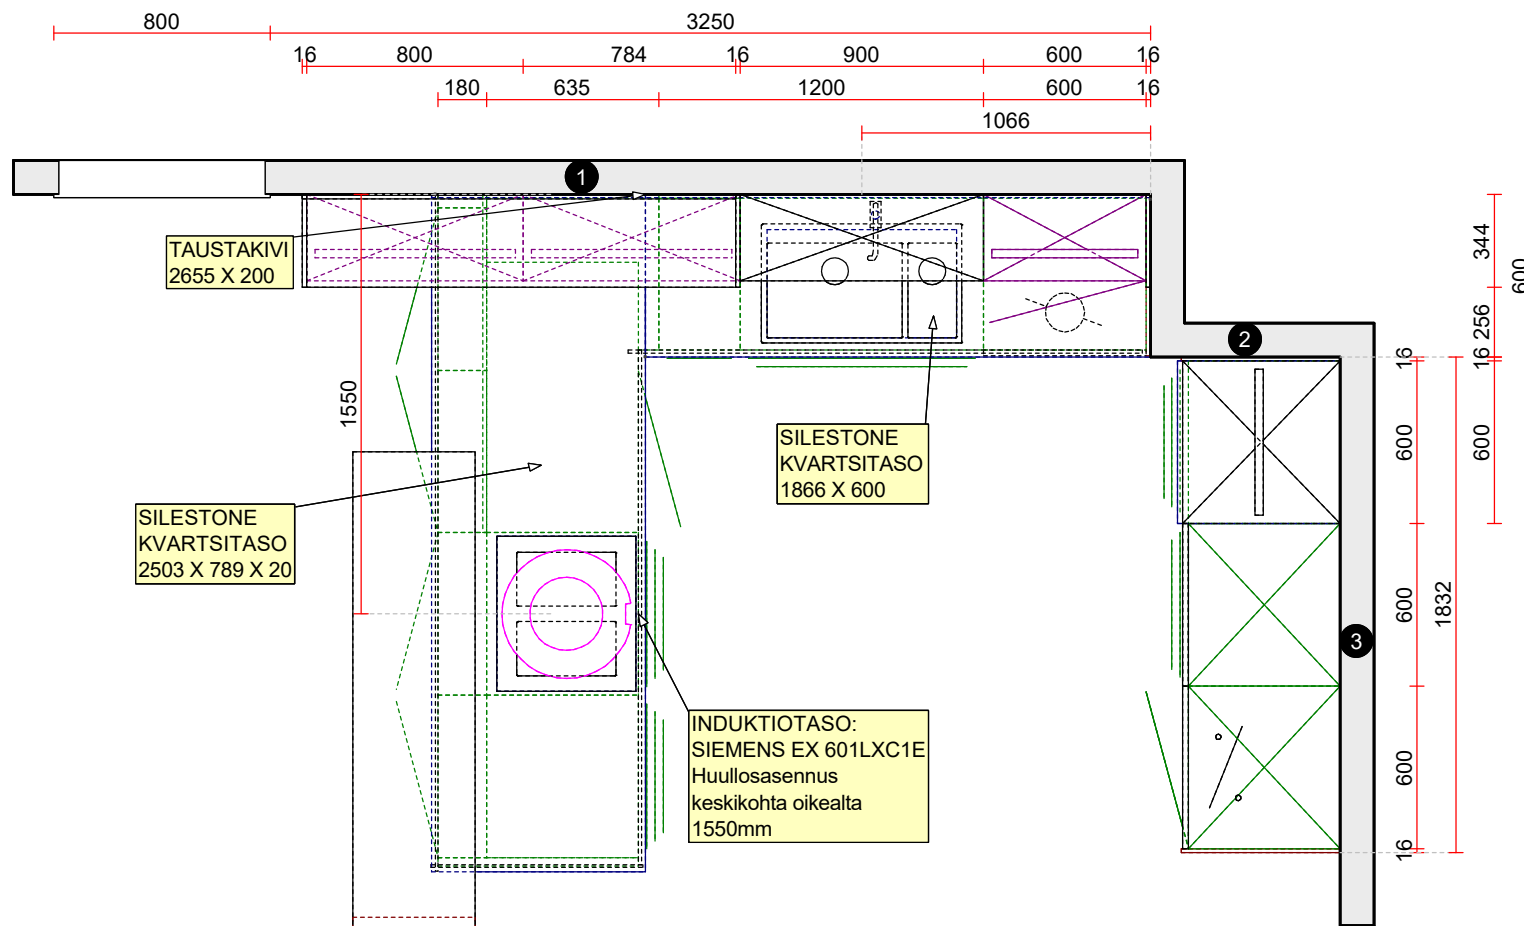 800
3250
16
800
784
16
900
600
16
180
635
1200
600
16
1066
1
TAUSTAKIVI
2655 X 200
344
600
256
16
2
16
1550
SILESTONE
KVARTSITASO
1866 X 600
600
600
SILESTONE
KVARTSITASO
2503 X 789 X 20
600
1832
3
INDUKTIOTASO:
SIEMENS EX 601LXC1E
Huullosasennus
keskikohta oikealta
1550mm
600
16